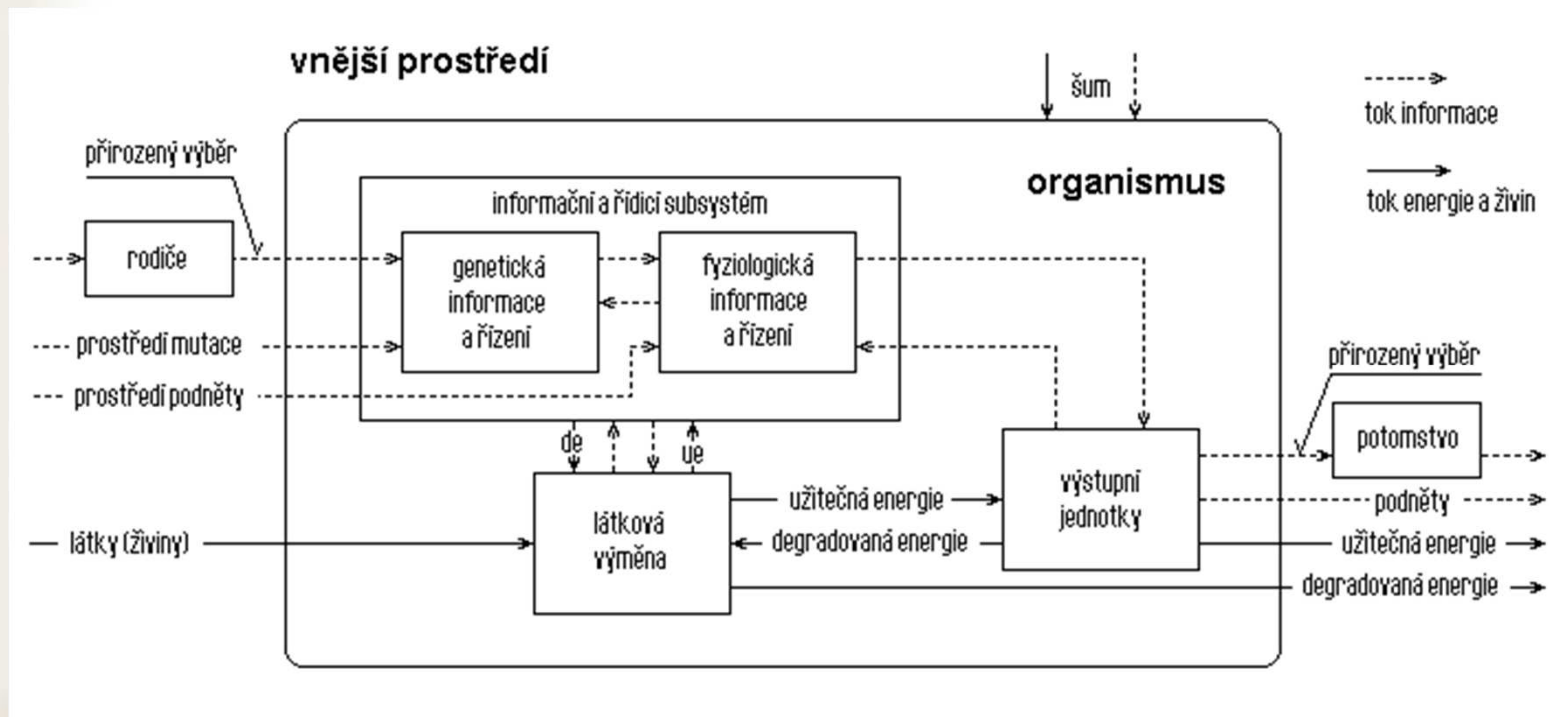 vnější prostředí
šum
tok informace
tok energie a živin
přirozený výběr
organismus
informační a řídicí subsystém
rodiče
genetická
informace
a řízení
fyziologická
informace
a řízení
prostředí mutace
prostředí podněty
přirozený výběr
potomstvo
de
ue
výstupní
jednotky
podněty
užitečná energie
degradovaná energie
látková
výměna
látky (živiny)
užitečná energie
degradovaná energie